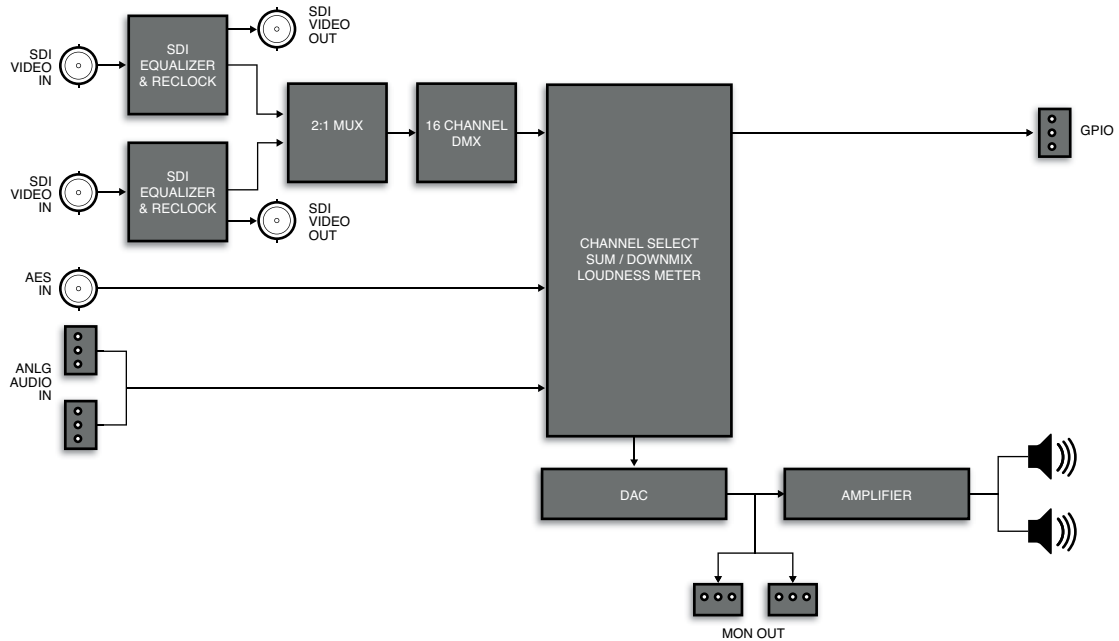 SDI
VIDEO
OUT
SDI
VIDEO
IN
SDI
EQUALIZER
& RECLOCK
2:1 MUX
16 CHANNEL
DMX
GPIO
SDI
VIDEO
IN
SDI
EQUALIZER
& RECLOCK
SDI
VIDEO
OUT
CHANNEL SELECT
SUM / DOWNMIX
LOUDNESS METER
AES
IN
ANLG
AUDIO
IN
DAC
AMPLIFIER
MON OUT